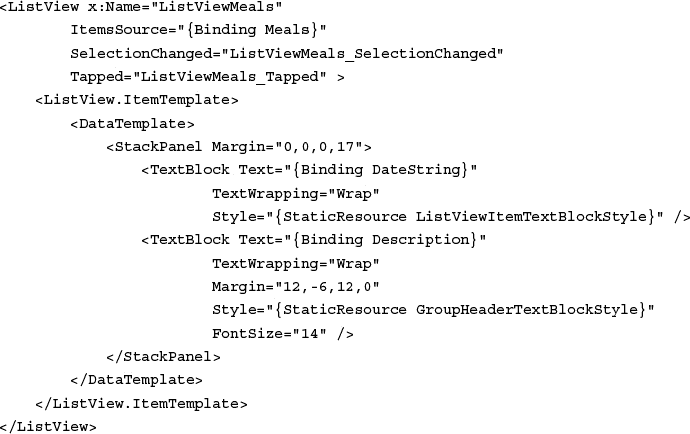 <ListView x:Name="ListViewMeals"
        ItemsSource="{Binding Meals}"
        SelectionChanged="ListViewMeals_SelectionChanged"
        Tapped="ListViewMeals_Tapped" >
    <ListView.ItemTemplate>
        <DataTemplate>
            <StackPanel Margin="0,0,0,17">
                <TextBlock Text="{Binding DateString}"
                        TextWrapping="Wrap"
                        Style="{StaticResource ListViewItemTextBlockStyle}" />
                <TextBlock Text="{Binding Description}"
                        TextWrapping="Wrap"
                        Margin="12,-6,12,0"
                        Style="{StaticResource GroupHeaderTextBlockStyle}"
                        FontSize="14" />
            </StackPanel>
        </DataTemplate>
    </ListView.ItemTemplate>
</ListView>